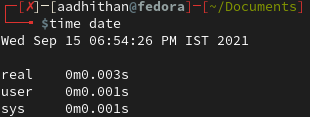 ┌─[✗]─[aadhithan@fedora]─[~/Documents]
└──╼ $time date
Wed Sep 15 06:54:26 PM IST 2021

real    0m0.003s
user    0m0.001s
sys     0m0.001s